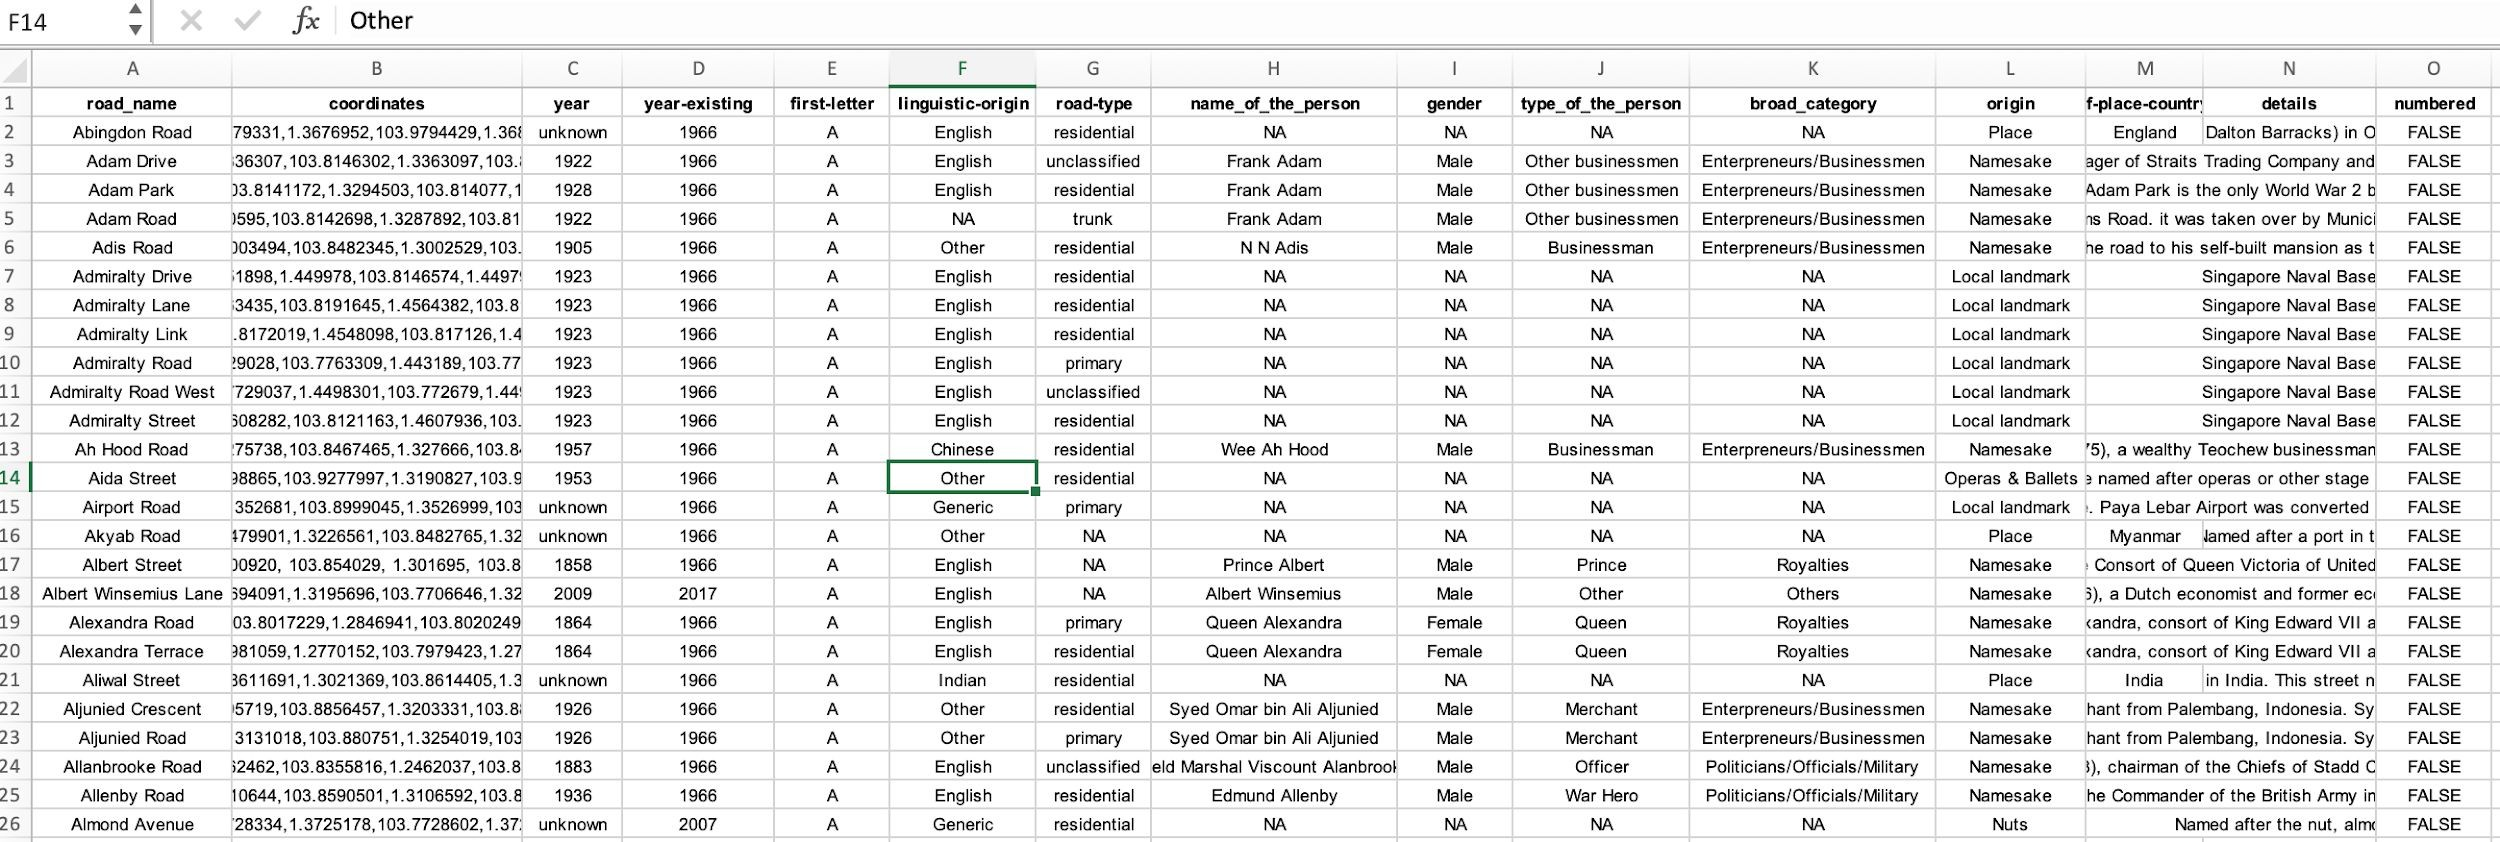 F14 fx Other
A B C D E F G H I J K L M N O
1 road_name coordinates year year-existing first-letter linguistic-origin road-type name_of_the_person gender type_of_the_person broad_category origin f-place-country details numbered
2 Abingdon Road 79331,1.3676952,103.9794429,1.368 unknown 1966 A English residential NA NA NA NA Place England Dalton Barracks) in O FALSE
3 Adam Drive 36307,103.8146302,1.3363097,103. 1922 1966 A English unclassified Frank Adam Male Other businessmen Enterpreneurs/Businessmen Namesake ager of Straits Trading Company and FALSE
4 Adam Park 03.8141172,1.3294503,103.814077,1 1928 1966 A English residential Frank Adam Male Other businessmen Enterpreneurs/Businessmen Namesake Adam Park is the only World War 2 b FALSE
5 Adam Road 0595,103.8142698,1.3287892,103.81 1922 1966 A NA trunk Frank Adam Male Other businessmen Enterpreneurs/Businessmen Namesake ns Road. it was taken over by Munici FALSE
6 Adis Road 003494,103.8482345,1.3002529,103. 1905 1966 A Other residential N N Adis Male Businessman Enterpreneurs/Businessmen Namesake he road to his self-built mansion as t FALSE
7 Admiralty Drive 1898,1.449978,103.8146574,1.4497 1923 1966 A English residential NA NA NA NA Local landmark Singapore Naval Base FALSE
8 Admiralty Lane 3435,103.8191645,1.4564382,103.8 1923 1966 A English residential NA NA NA NA Local landmark Singapore Naval Base FALSE
9 Admiralty Link .8172019,1.4548098,103.817126,1.4 1923 1966 A English residential NA NA NA NA Local landmark Singapore Naval Base FALSE
10 Admiralty Road 29028,103.7763309,1.443189,103.77 1923 1966 A English primary NA NA NA NA Local landmark Singapore Naval Base FALSE
11 Admiralty Road West 729037,1.4498301,103.772679,1.44 1923 1966 A English unclassified NA NA NA NA Local landmark Singapore Naval Base FALSE
12 Admiralty Street 608282,103.8121163,1.4607936,103. 1923 1966 A English residential NA NA NA NA Local landmark Singapore Naval Base FALSE
13 Ah Hood Road 75738,103.8467465,1.327666,103.8 1957 1966 A Chinese residential Wee Ah Hood Male Businessman Enterpreneurs/Businessmen Namesake 75), a wealthy Teochew businessman FALSE
14 Aida Street 98865,103.9277997,1.3190827,103.9 1953 1966 A Other residential NA NA NA NA Operas & Ballets e named after operas or other stage FALSE
15 Airport Road 352681,103.8999045,1.3526999,103 unknown 1966 A Generic primary NA NA NA NA Local landmark . Paya Lebar Airport was converted FALSE
16 Akyab Road 479901,1.3226561,103.8482765,1.32 unknown 1966 A Other NA NA NA NA NA Place Myanmar Named after a port in t FALSE
17 Albert Street 00920, 103.854029, 1.301695, 103.8 1858 1966 A English NA Prince Albert Male Prince Royalties Namesake Consort of Queen Victoria of United FALSE
18 Albert Winsemius Lane 694091,1.3195696,103.7706646,1.32 2009 2017 A English NA Albert Winsemius Male Other Others Namesake 6), a Dutch economist and former ec FALSE
19 Alexandra Road 03.8017229,1.2846941,103.8020249 1864 1966 A English primary Queen Alexandra Female Queen Royalties Namesake xandra, consort of King Edward VII a FALSE
20 Alexandra Terrace 981059,1.2770152,103.7979423,1.27 1864 1966 A English residential Queen Alexandra Female Queen Royalties Namesake xandra, consort of King Edward VII a FALSE
21 Aliwal Street 3611691,1.3021369,103.8614405,1.3 unknown 1966 A Indian residential NA NA NA NA Place India in India. This street n FALSE
22 Aljunied Crescent 5719,103.8856457,1.3203331,103.8 1926 1966 A Other residential Syed Omar bin Ali Aljunied Male Merchant Enterpreneurs/Businessmen Namesake hant from Palembang, Indonesia. Sy FALSE
23 Aljunied Road 3131018,103.880751,1.3254019,103 1926 1966 A Other primary Syed Omar bin Ali Aljunied Male Merchant Enterpreneurs/Businessmen Namesake hant from Palembang, Indonesia. Sy FALSE
24 Allanbrooke Road 62462,103.8355816,1.2462037,103.8 1883 1966 A English unclassified eld Marshal Viscount Alanbrook Male Officer Politicians/Officials/Military Namesake 3), chairman of the Chiefs of Stadd C FALSE
25 Allenby Road 10644,103.8590501,1.3106592,103.8 1936 1966 A English residential Edmund Allenby Male War Hero Politicians/Officials/Military Namesake he Commander of the British Army in FALSE
26 Almond Avenue 28334,1.3725178,103.7728602,1.37 unknown 2007 A Generic residential NA NA NA NA Nuts Named after the nut, almo FALSE